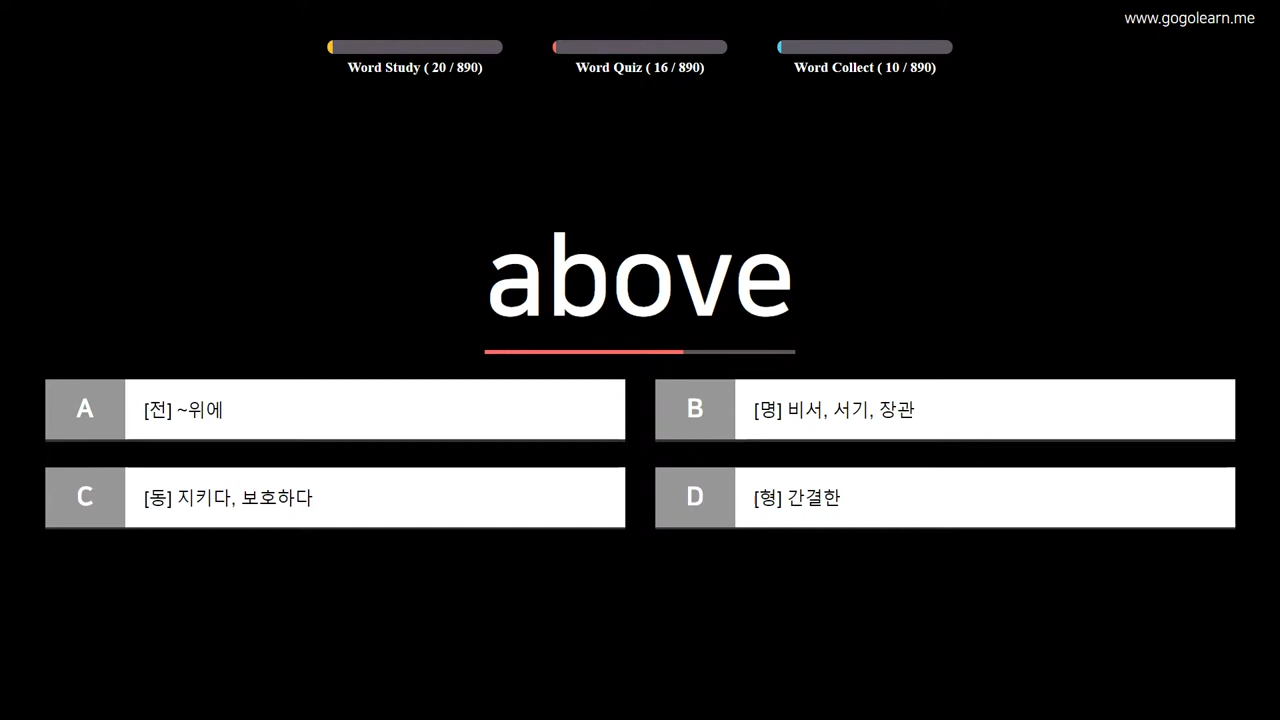 www.gogolearn.me
Word Study ( 20 / 890)
Word Quiz ( 16 / 890)
Word Collect ( 10 / 890)
above
A [전] ~위에
B [명] 비서, 서기, 장관
C [동] 지키다, 보호하다
D [형] 간결한